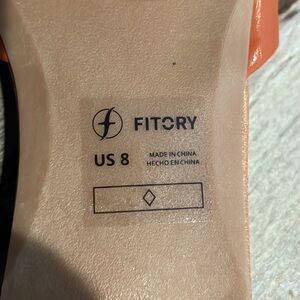 FITORY
US 8
MADE IN CHINA
HECHO EN CHINA